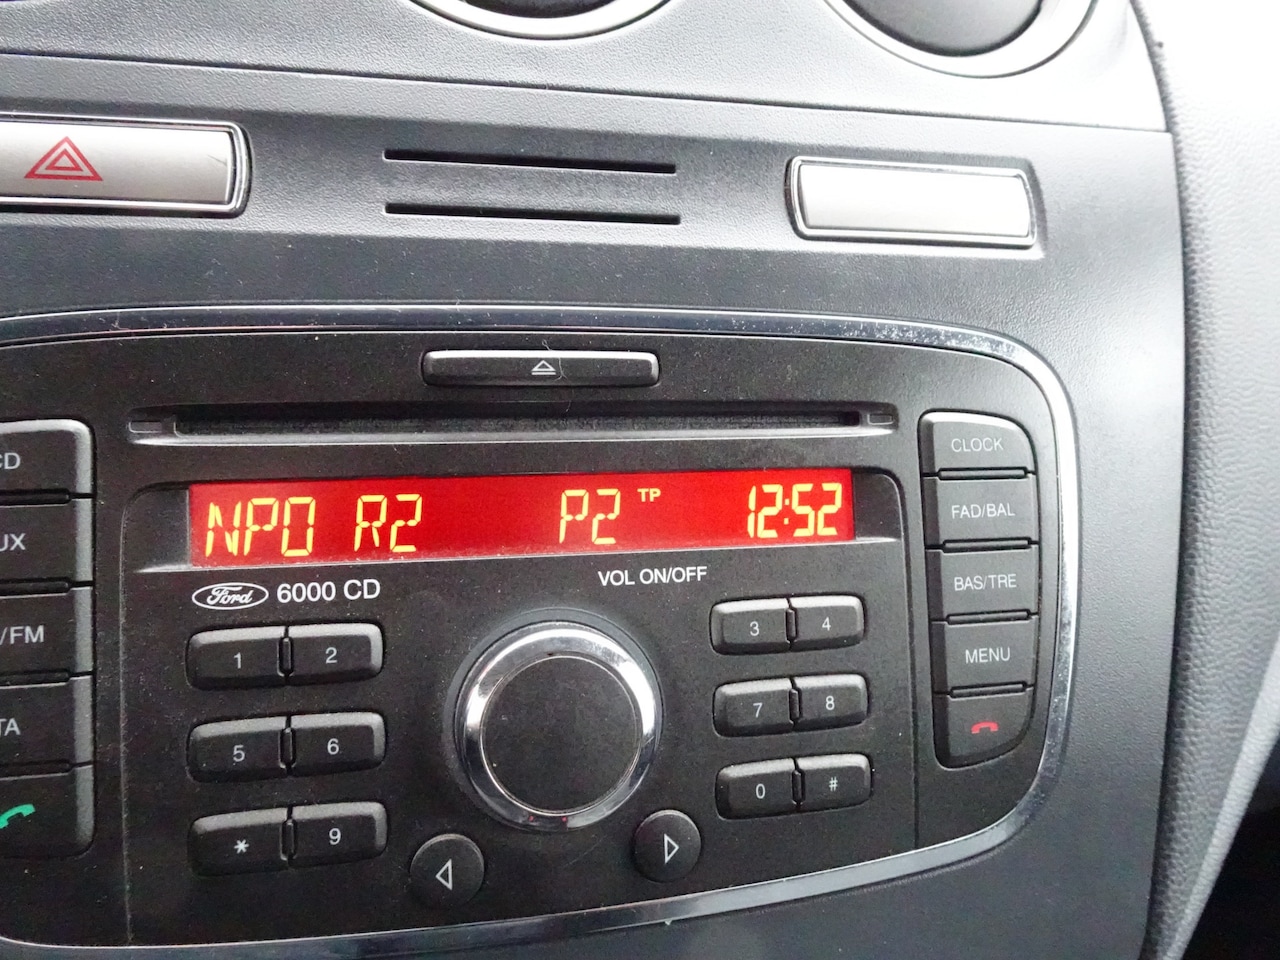 NPO R2 P2 TP 12:52
Ford 6000 CD
VOL ON/OFF
CD
UX
/FM
TA
1 2
3 4
5 6
7 8
* 9
0 #
CLOCK
FAD/BAL
BAS/TRE
MENU